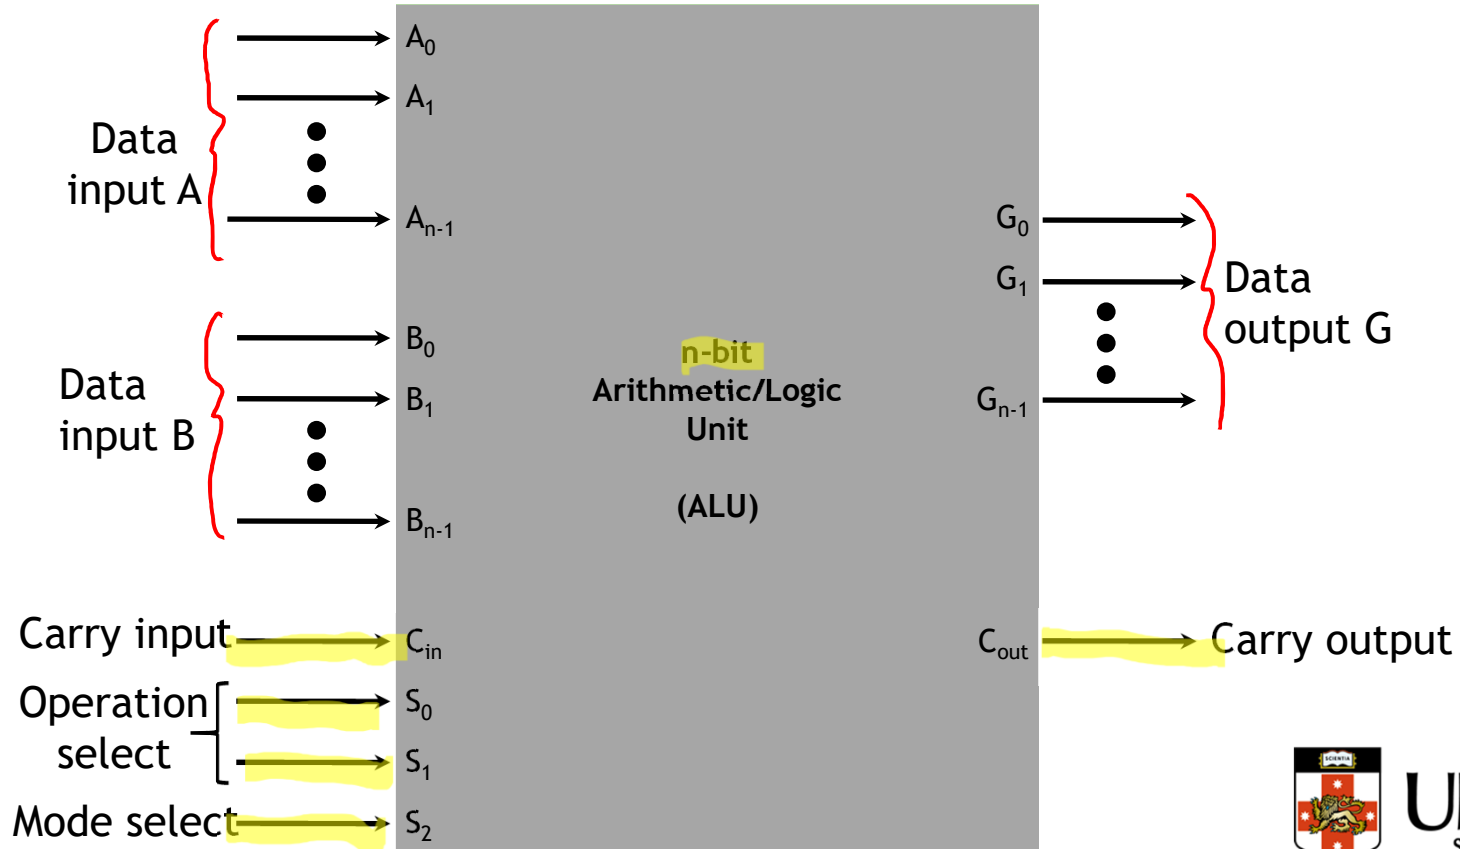 Data
input A
A0
A1
An-1
Data
input B
B0
B1
Bn-1
Carry input
Cin
Operation
select
S0
S1
Mode select
S2
n-bit
Arithmetic/Logic
Unit
(ALU)
G0
G1
Gn-1
Data
output G
Cout
Carry output
SCIENTIA